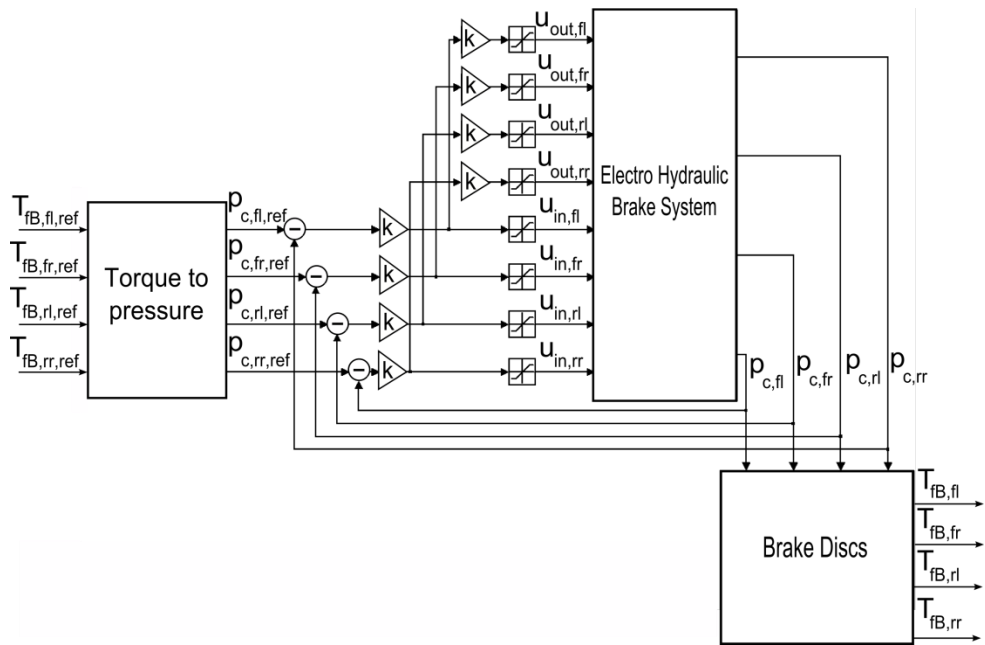 k
u_out,fl
k
u_out,fr
k
u_out,rl
k
u_out,rr
Electro Hydraulic
Brake System
T_fB,fl,ref
T_fB,fr,ref
T_fB,rl,ref
T_fB,rr,ref
Torque to
pressure
p_c,fl,ref
p_c,fr,ref
p_c,rl,ref
p_c,rr,ref
k
u_in,fl
k
u_in,fr
k
u_in,rl
k
u_in,rr
p_c,fl
p_c,fr
p_c,rl
p_c,rr
Brake Discs
T_fB,fl
T_fB,fr
T_fB,rl
T_fB,rr